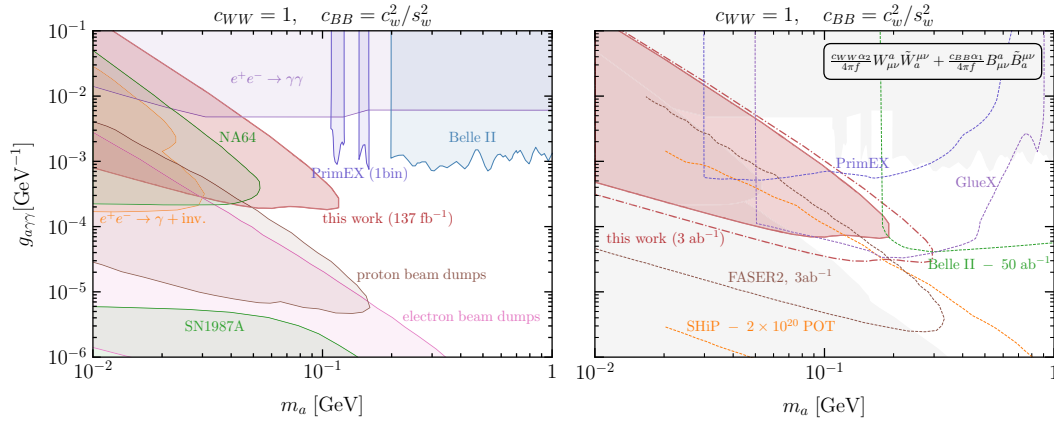 c_{WW} = 1, c_{BB} = c_w^2/s_w^2
10^{-1}
10^{-2}
10^{-3}
10^{-4}
10^{-5}
10^{-6}
g_{aγγ} [GeV^{-1}]
e^+e^- → γγ
NA64
Belle II
PrimEX (1bin)
e^+e^- → γ + inv.
this work (137 fb^{-1})
proton beam dumps
electron beam dumps
SN1987A
10^{-2}
10^{-1}
1
m_a [GeV]
c_{WW} = 1, c_{BB} = c_w^2/s_w^2
\frac{c_{WW}α_2}{4πf} W^a_{μν} \tilde{W}_a^{μν} + \frac{c_{BB}α_1}{4πf} B^a_{μν} \tilde{B}_a^{μν}
PrimEX
GlueX
this work (3 ab^{-1})
Belle II − 50 ab^{-1}
FASER2, 3ab^{-1}
SHiP − 2 × 10^{20} POT
10^{-2}
10^{-1}
1
m_a [GeV]